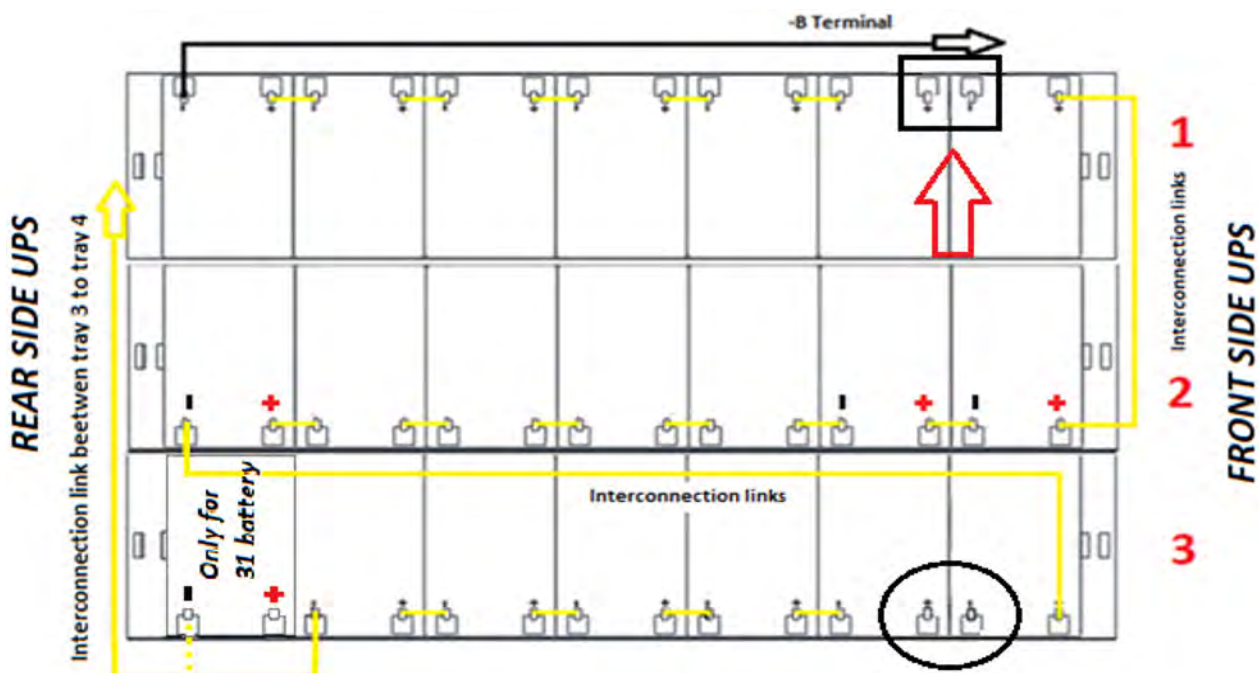 -B Terminal
1
Interconnection links
FRONT SIDE UPS
REAR SIDE UPS
Interconnection link beetwen tray 3 to tray 4
2
- + - + - +
Interconnection links
Only for
31 battery
- +
3